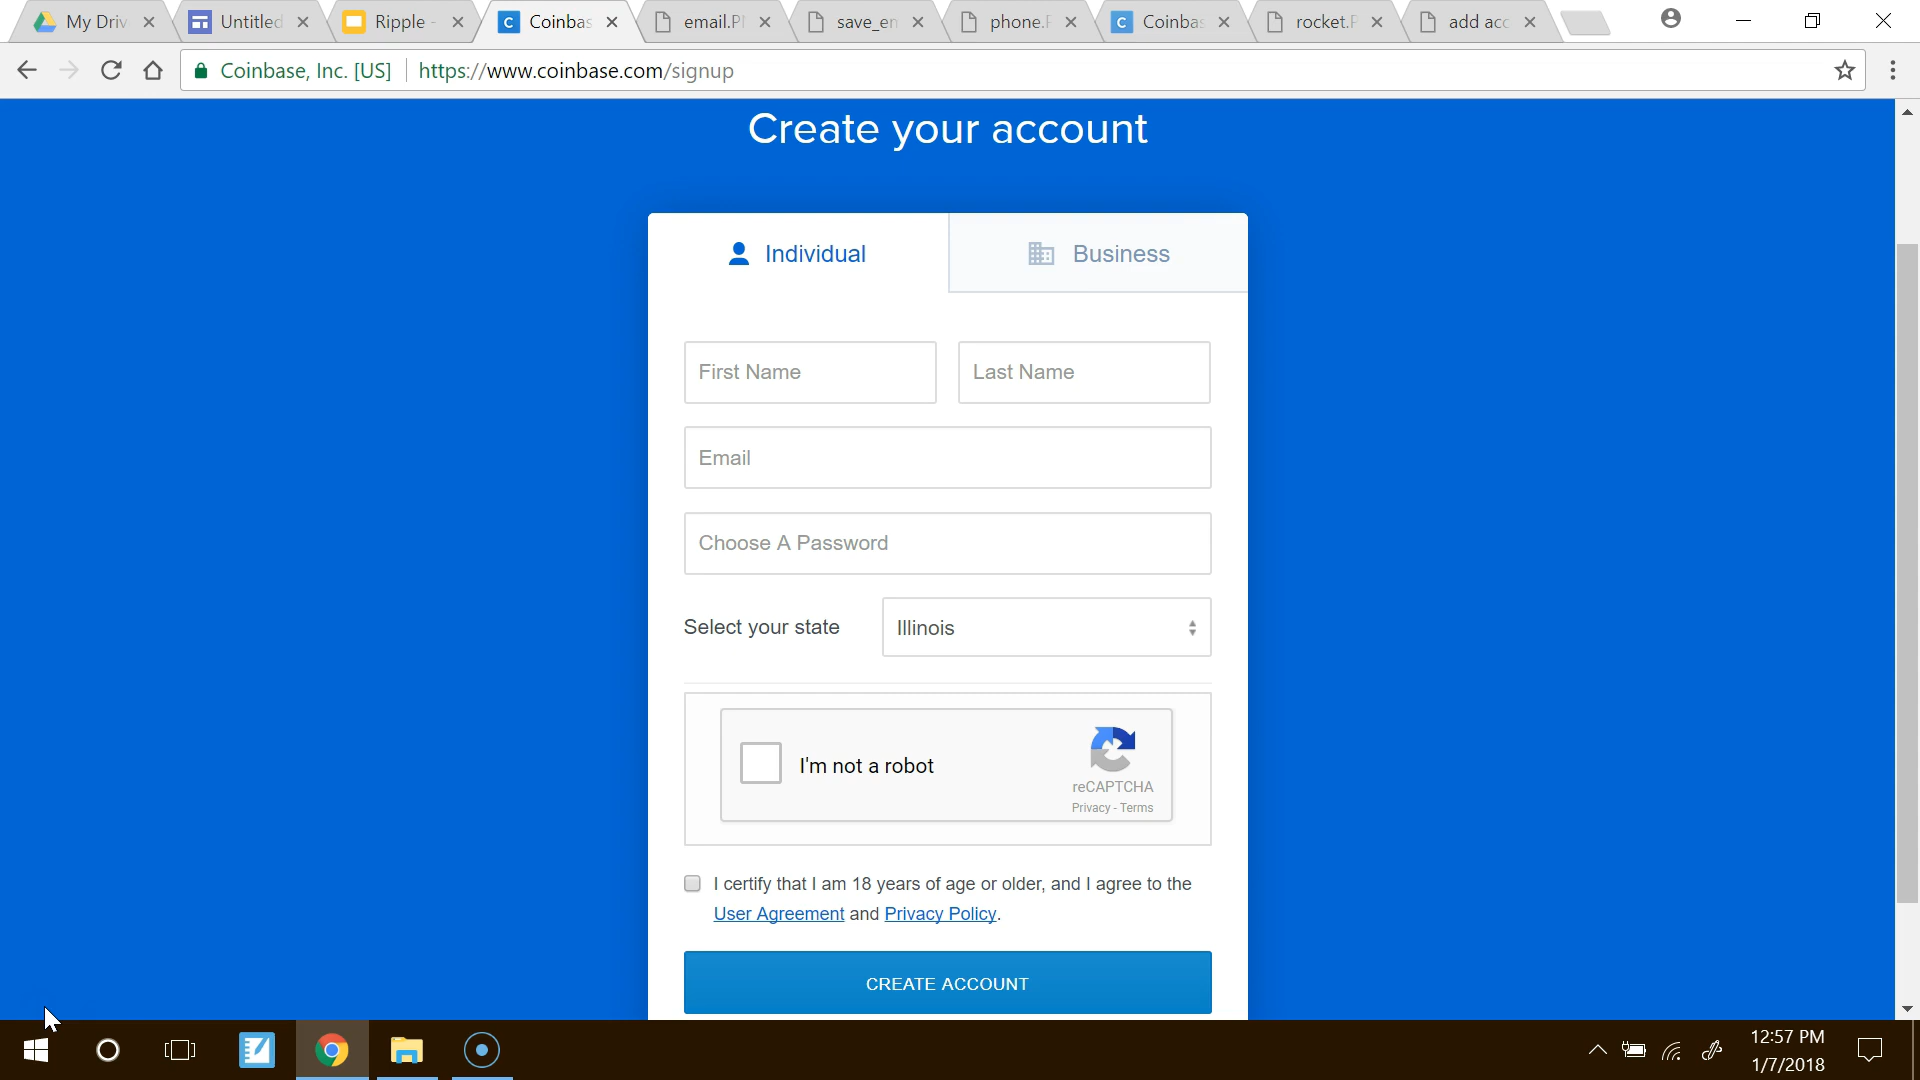 My Driv
Untitled
Ripple -
Coinbas
email.PN
save_em
phone.P
Coinbas
rocket.P
add acc
Coinbase, Inc. [US]
https://www.coinbase.com/signup
Create your account
Individual
Business
First Name
Last Name
Email
Choose A Password
Select your state
Illinois
I'm not a robot
reCAPTCHA
Privacy - Terms
I certify that I am 18 years of age or older, and I agree to the
User Agreement and Privacy Policy.
CREATE ACCOUNT
12:57 PM
1/7/2018